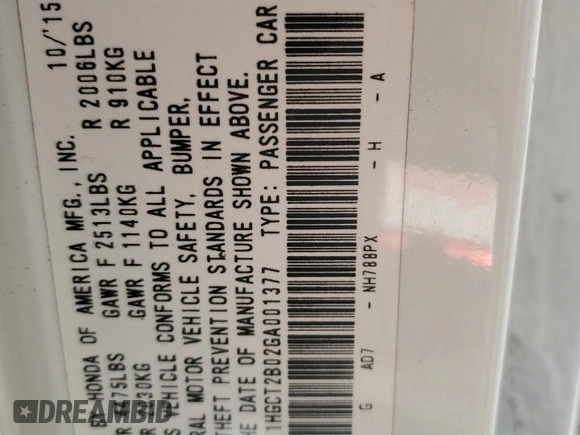 HONDA OF AMERICA MFG., INC. 10/'15
75LBS GAWR F 2513LBS R 2006LBS
30KG GAWR F 1140KG R 910KG
VEHICLE CONFORMS TO ALL APPLICABLE
MOTOR VEHICLE SAFETY, BUMPER,
THEFT PREVENTION STANDARDS IN EFFECT
DATE OF MANUFACTURE SHOWN ABOVE.
1HGCT2B02GA001377 TYPE: PASSENGER CAR
G AD7 - NH788PX - H - A
DREAMBID